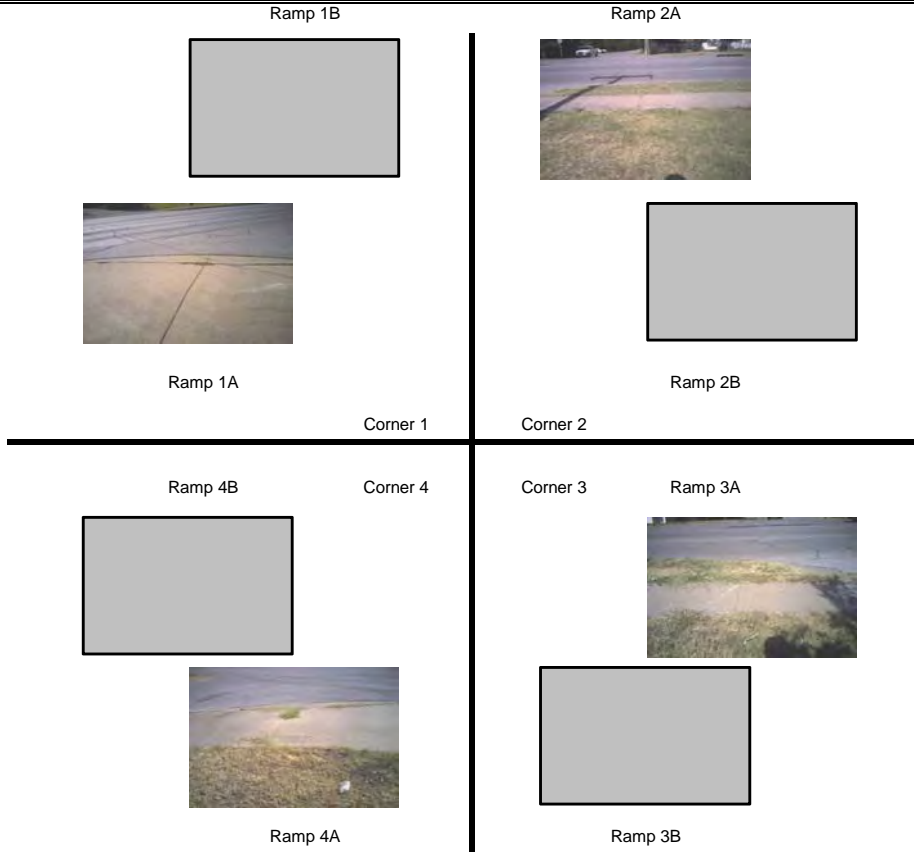 Ramp 1B
Ramp 2A
Ramp 1A
Ramp 2B
Corner 1
Corner 2
Ramp 4B
Corner 4
Corner 3
Ramp 3A
Ramp 4A
Ramp 3B